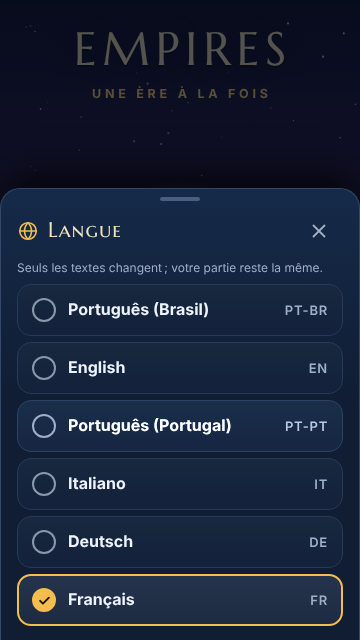 EMPIRES
UNE ÈRE À LA FOIS
Langue
Seuls les textes changent ; votre partie reste la même.
Português (Brasil) PT-BR
English EN
Português (Portugal) PT-PT
Italiano IT
Deutsch DE
Français FR